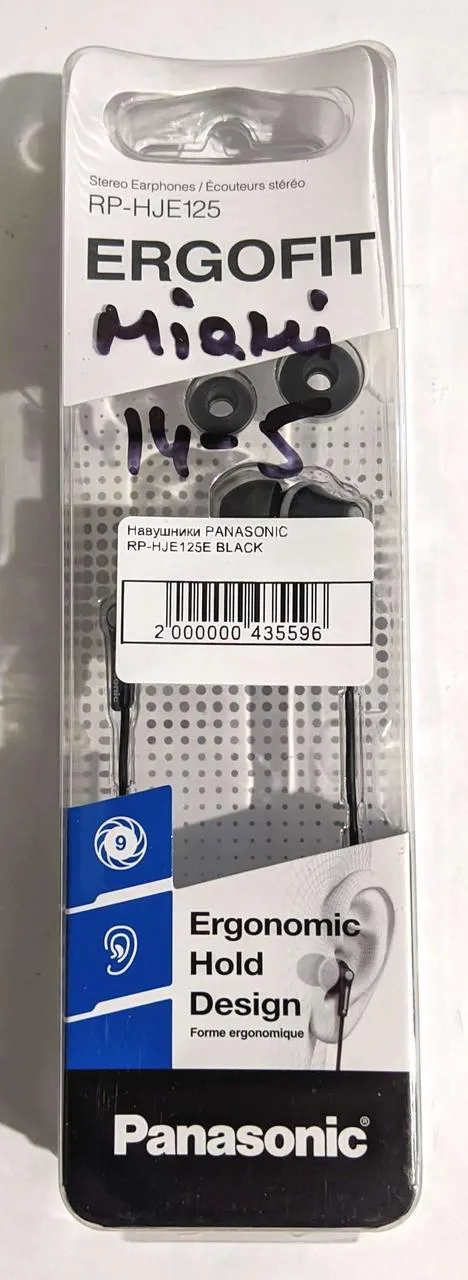 Stereo Earphones / Écouteurs stéréo
RP-HJE125
ERGOFIT
Miami
14-5
Навушники PANASONIC
RP-HJE125E BLACK
2 000000 435596
9
Ergonomic
Hold
Design
Forme ergonomique
Panasonic®